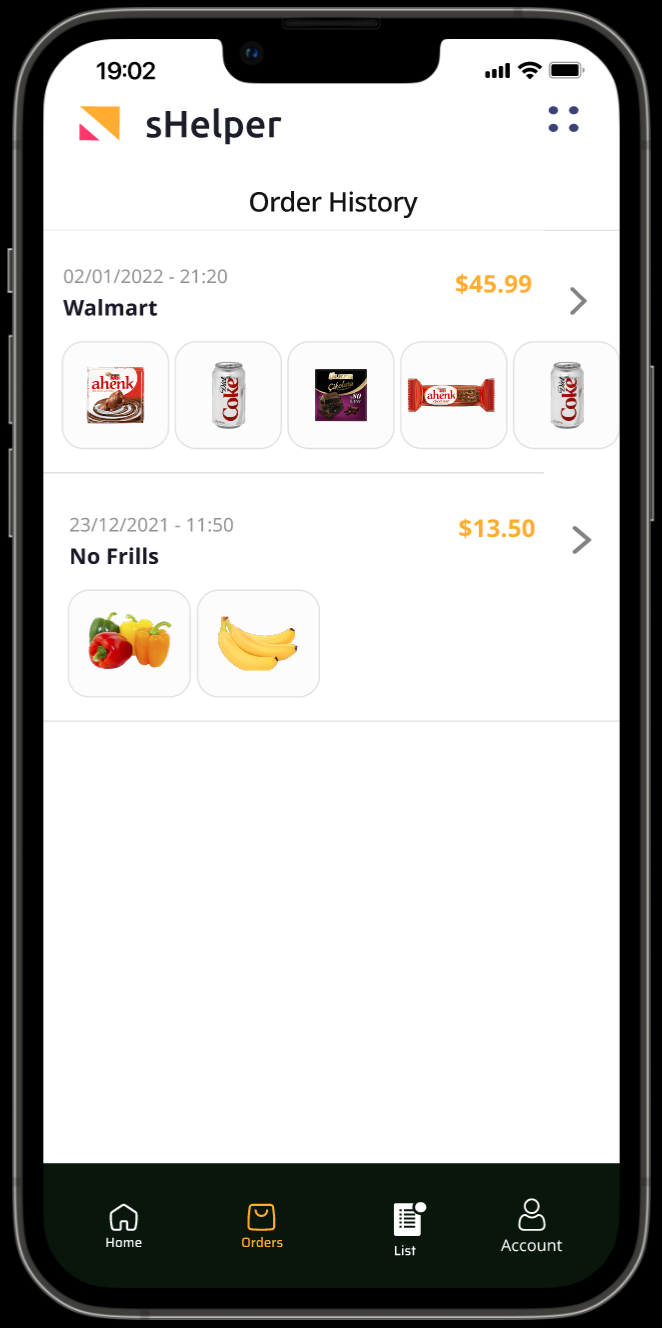 19:02
sHelper
Order History
02/01/2022 - 21:20
$45.99
Walmart
ahenk
Diet Coke
Çikolata
80
ahenk
Diet Coke
23/12/2021 - 11:50
$13.50
No Frills
Home
Orders
List
Account